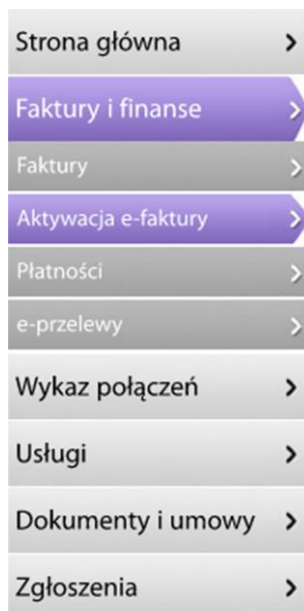 Strona główna
Faktury i finanse
Faktury
Aktywacja e-faktury
Płatności
e-przelewy
Wykaz połączeń
Usługi
Dokumenty i umowy
Zgłoszenia